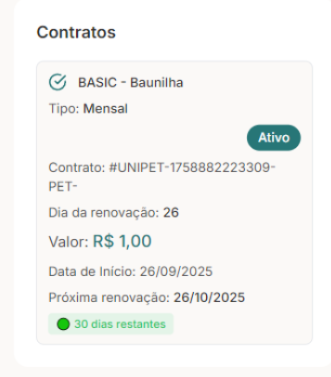 Contratos
BASIC - Baunilha
Tipo: Mensal
Ativo
Contrato: #UNIPET-1758882223309-
PET-
Dia da renovação: 26
Valor: R$ 1,00
Data de Início: 26/09/2025
Próxima renovação: 26/10/2025
30 dias restantes